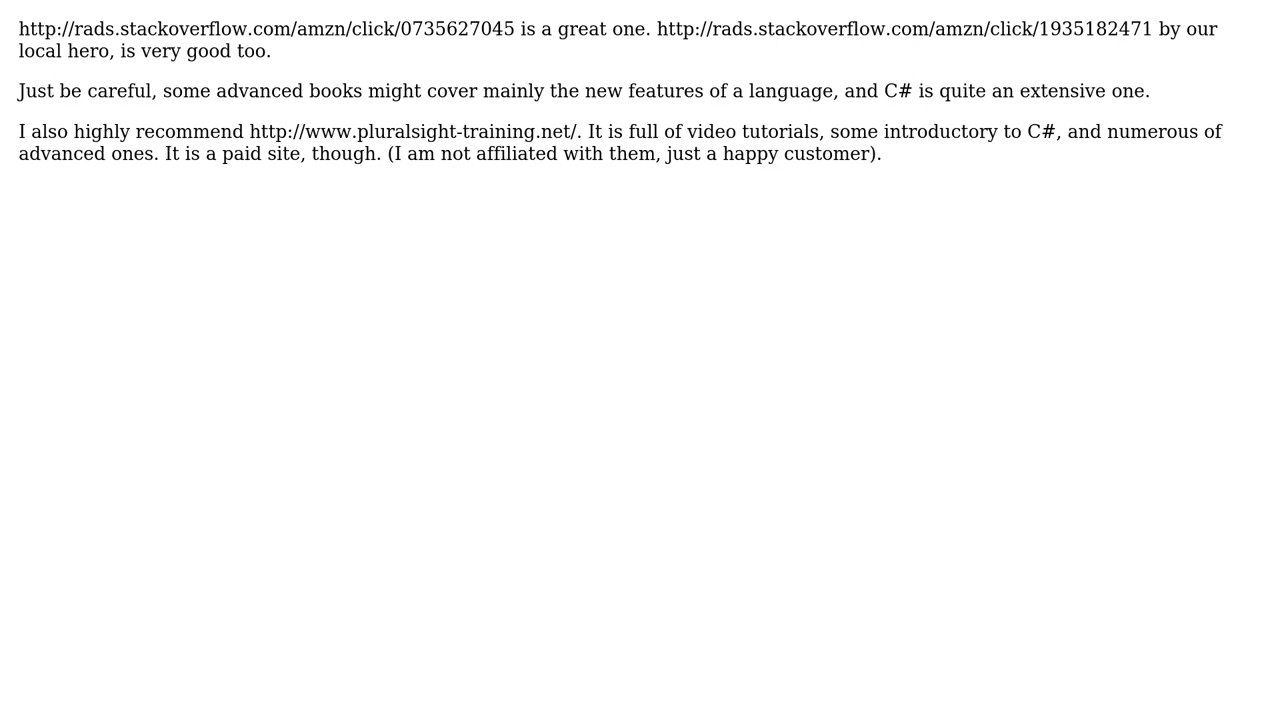 http://rads.stackoverflow.com/amzn/click/0735627045 is a great one. http://rads.stackoverflow.com/amzn/click/1935182471 by our
local hero, is very good too.
Just be careful, some advanced books might cover mainly the new features of a language, and C# is quite an extensive one.
I also highly recommend http://www.pluralsight-training.net/. It is full of video tutorials, some introductory to C#, and numerous of
advanced ones. It is a paid site, though. (I am not affiliated with them, just a happy customer).